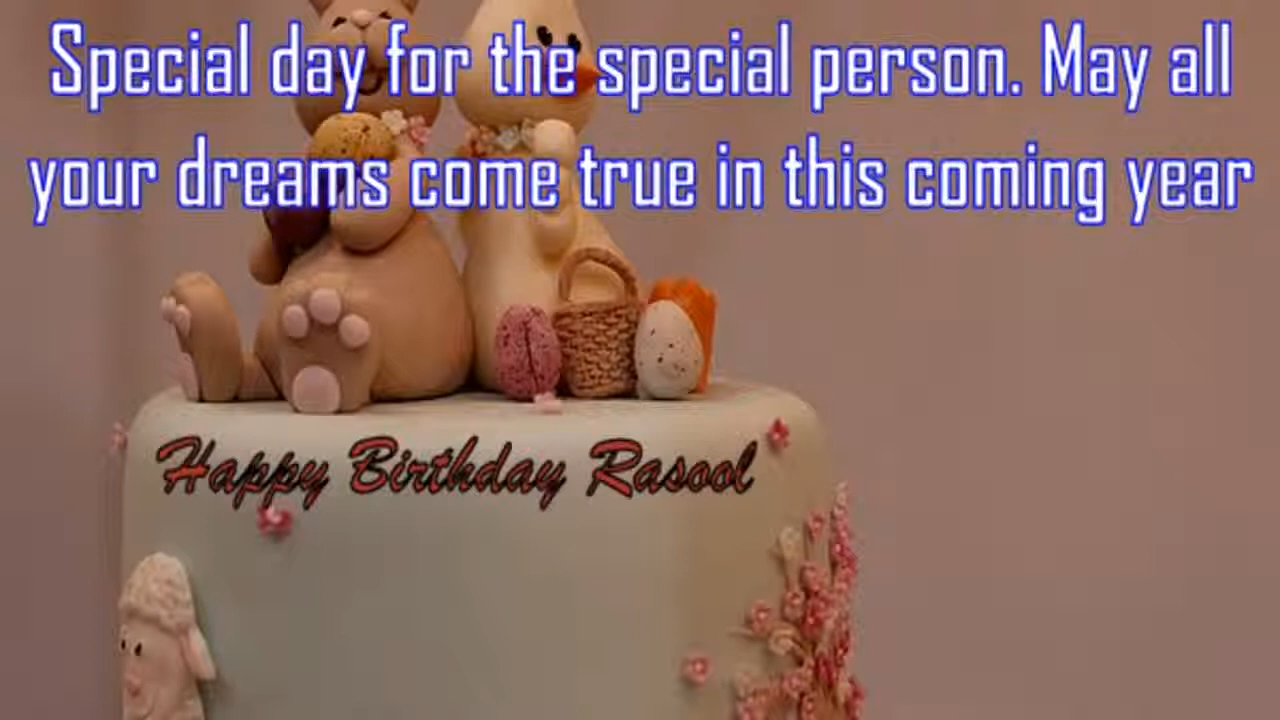 Special day for the special person. May all
your dreams come true in this coming year
Happy Birthday Rasool